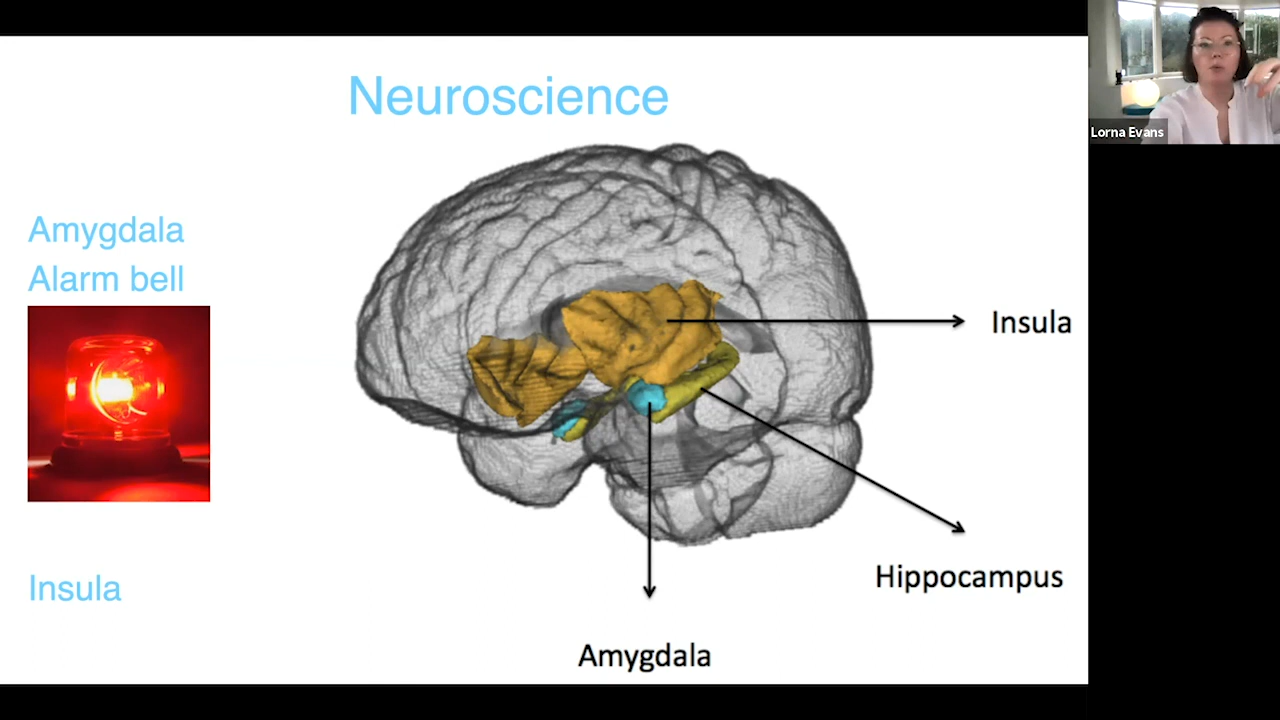 Neuroscience
Lorna Evans
Amygdala
Alarm bell
Insula
Hippocampus
Insula
Amygdala